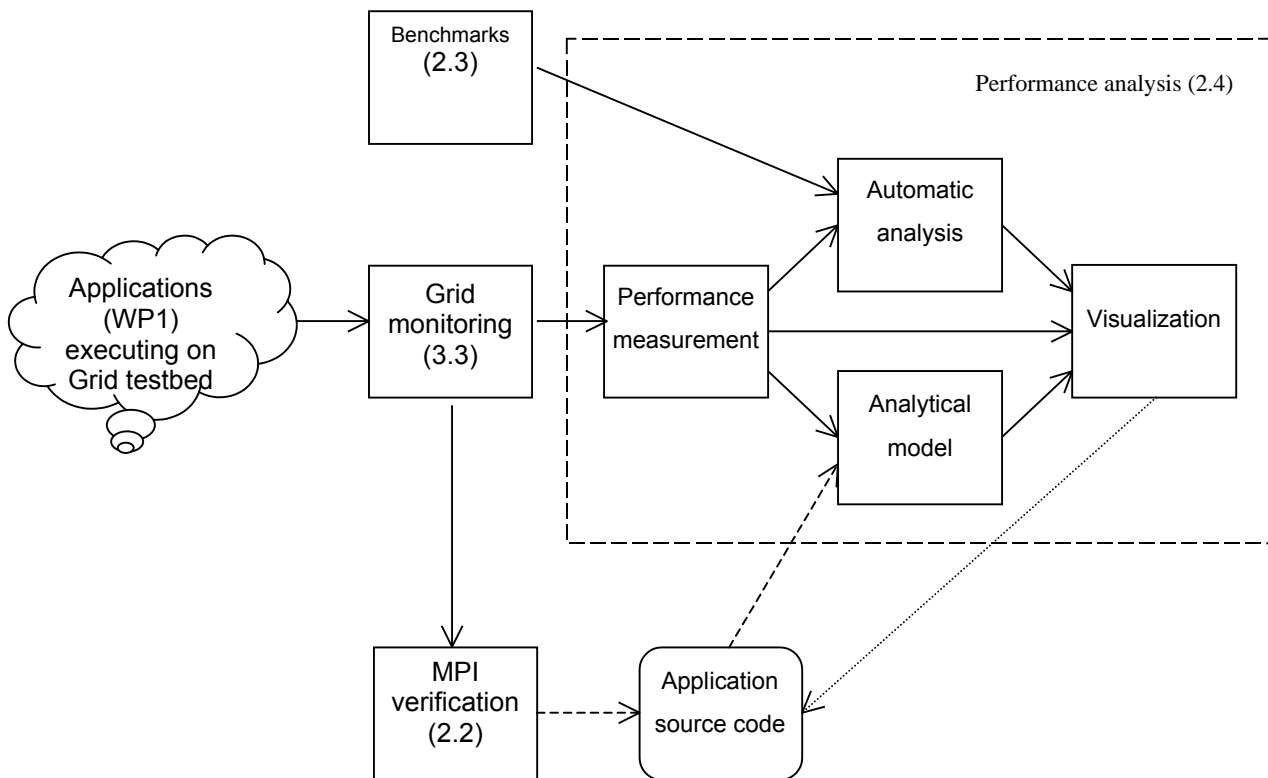 Benchmarks
(2.3)
Performance analysis (2.4)
Automatic
analysis
Applications
(WP1)
executing on
Grid testbed
Grid
monitoring
(3.3)
Performance
measurement
Visualization
Analytical
model
MPI
verification
(2.2)
Application
source code